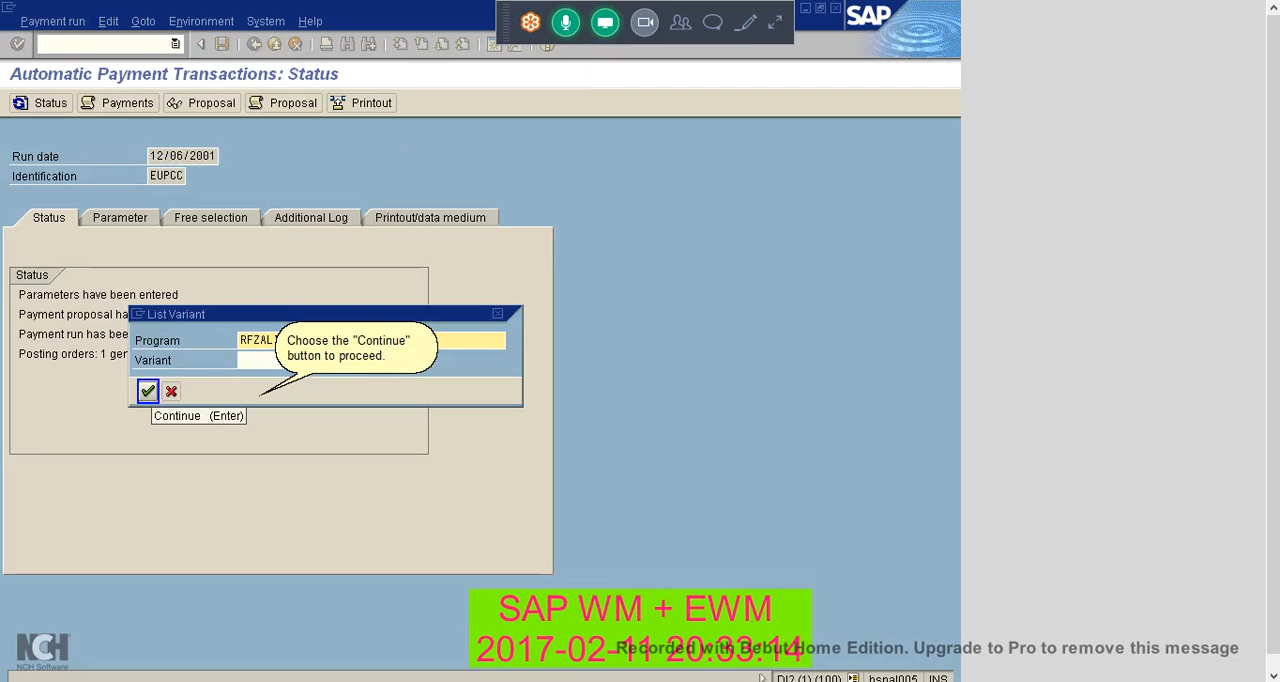 Payment run Edit Goto Environment System Help
SAP
Automatic Payment Transactions: Status
Status Payments Proposal Proposal Printout
Run date 12/06/2001
Identification EUPCC
Status Parameter Free selection Additional Log Printout/data medium
Status
Parameters have been entered
Payment proposal ha
Payment run has bee
Posting orders: 1 ger
List Variant
Program RFZAL
Variant
Choose the "Continue"
button to proceed.
Continue (Enter)
SAP WM + EWM
2017-02-11 20:33:14
Recorded with Bebut Home Edition. Upgrade to Pro to remove this message
NCH
NCH Software
DI2 (1) (100) hsnal005 INS